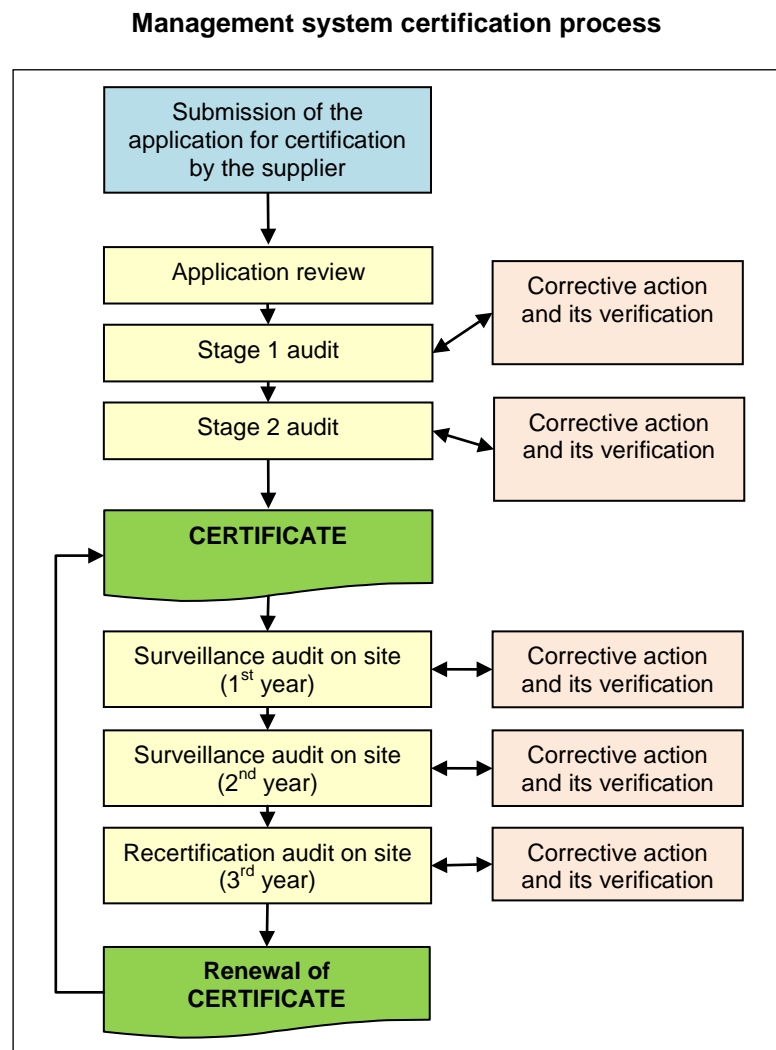 Management system certification process
Submission of the
application for certification
by the supplier
Application review
Corrective action
and its verification
Stage 1 audit
Stage 2 audit
Corrective action
and its verification
CERTIFICATE
Surveillance audit on site
(1st year)
Corrective action
and its verification
Surveillance audit on site
(2nd year)
Corrective action
and its verification
Recertification audit on site
(3rd year)
Corrective action
and its verification
Renewal of
CERTIFICATE